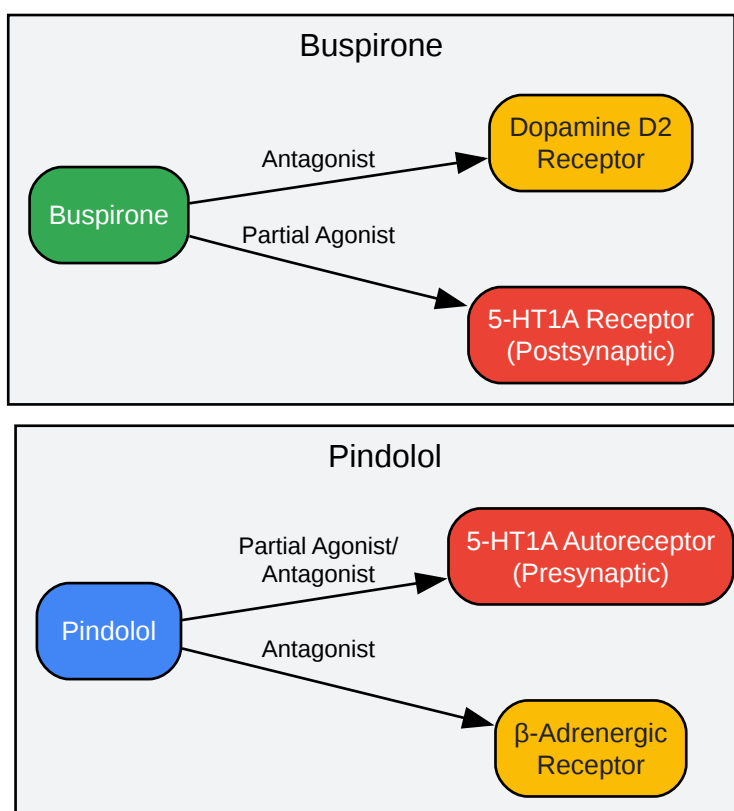 Buspirone
Antagonist
Dopamine D2
Receptor
Buspirone
Partial Agonist
5-HT1A Receptor
(Postsynaptic)
Pindolol
Partial Agonist/
Antagonist
5-HT1A Autoreceptor
(Presynaptic)
Pindolol
Antagonist
β-Adrenergic
Receptor